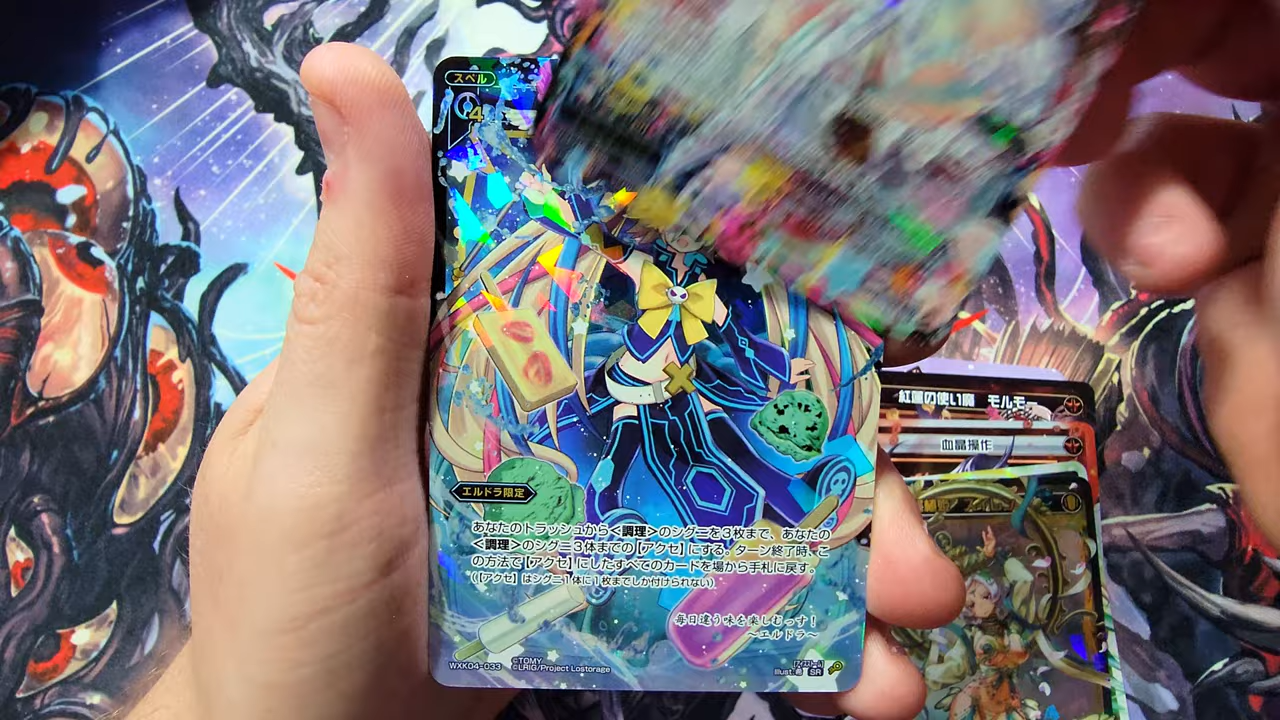 スペル
4
エルドラ限定
あなたのトラッシュから<調理>のシグニを3枚まで、あなたの
<調理>のシグニ3体までの【アクセ】にする。ターン終了時、こ
の方法で【アクセ】にしたすべてのカードを場から手札に戻す。
(【アクセ】はシグニ1体に1枚までしか付けられない)
毎日違う味を楽しむっす!
~エルドラ~
WXK04-033
©TOMY
©LRIG/Project Lostorage
Illust. 希 SR
紅蓮の使い魔 モルモー
血晶操作